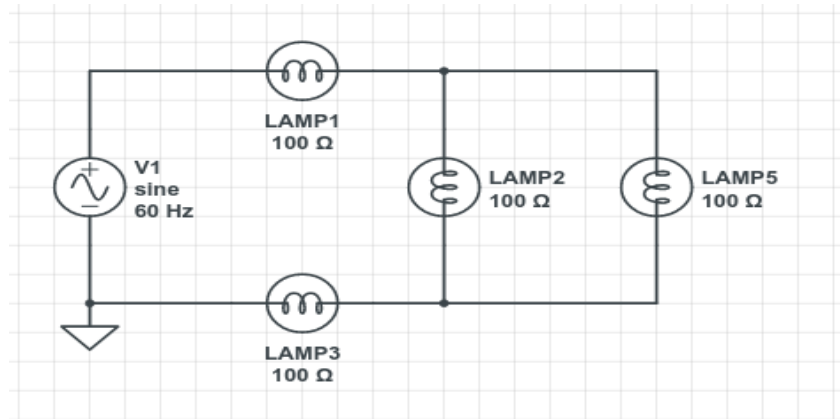 LAMP1
100 Ω
V1
sine
60 Hz
LAMP2
100 Ω
LAMP5
100 Ω
LAMP3
100 Ω